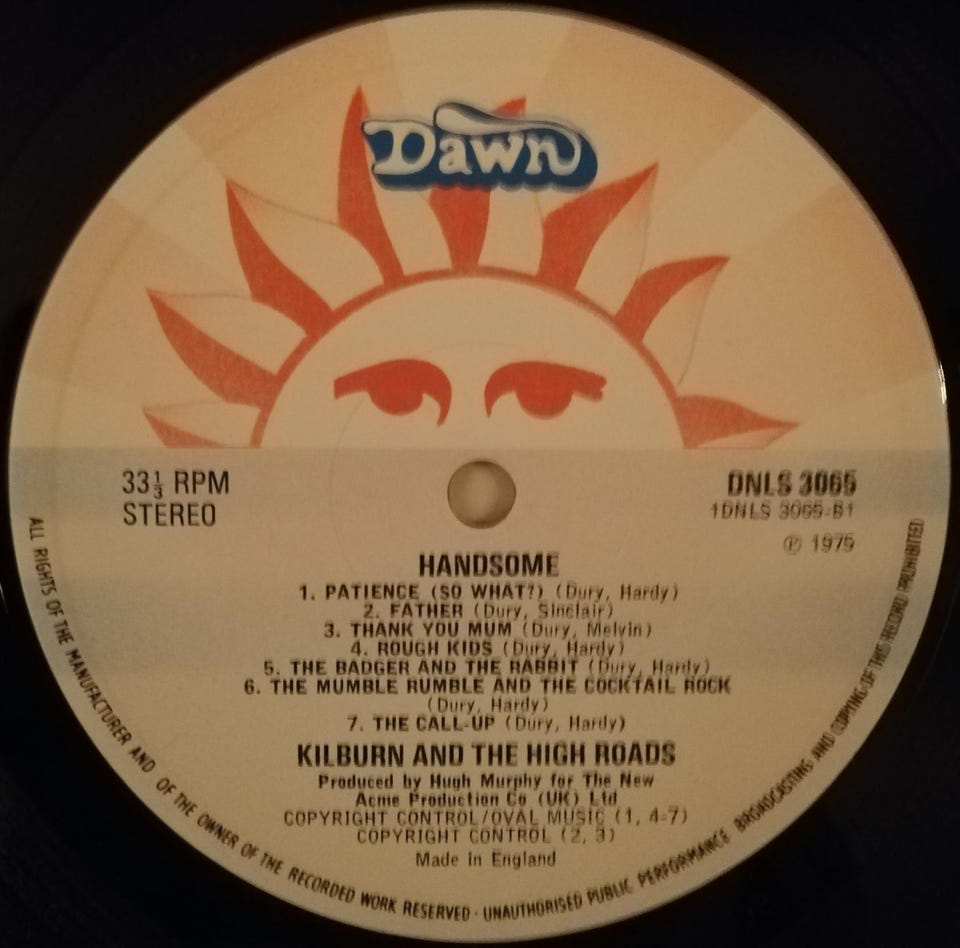 Dawn
33⅓ RPM
STEREO
DNLS 3065
1DNLS 3065-B1
Ⓟ 1975
HANDSOME
1. PATIENCE (SO WHAT?) (Dury, Hardy)
2. FATHER (Dury, Sinclair)
3. THANK YOU MUM (Dury, Melvin)
4. ROUGH KIDS (Dury, Hardy)
5. THE BADGER AND THE RABBIT (Dury, Hardy)
6. THE MUMBLE RUMBLE AND THE COCKTAIL ROCK
(Dury, Hardy)
7. THE CALL-UP (Dury, Hardy)
KILBURN AND THE HIGH ROADS
Produced by Hugh Murphy for The New
Acme Production Co (UK) Ltd
COPYRIGHT CONTROL/OVAL MUSIC (1, 4-7)
COPYRIGHT CONTROL (2, 3)
Made in England
ALL RIGHTS OF THE MANUFACTURER AND OF THE OWNER OF THE RECORDED WORK RESERVED · UNAUTHORISED PUBLIC PERFORMANCE BROADCASTING AND COPYING OF THIS RECORD PROHIBITED